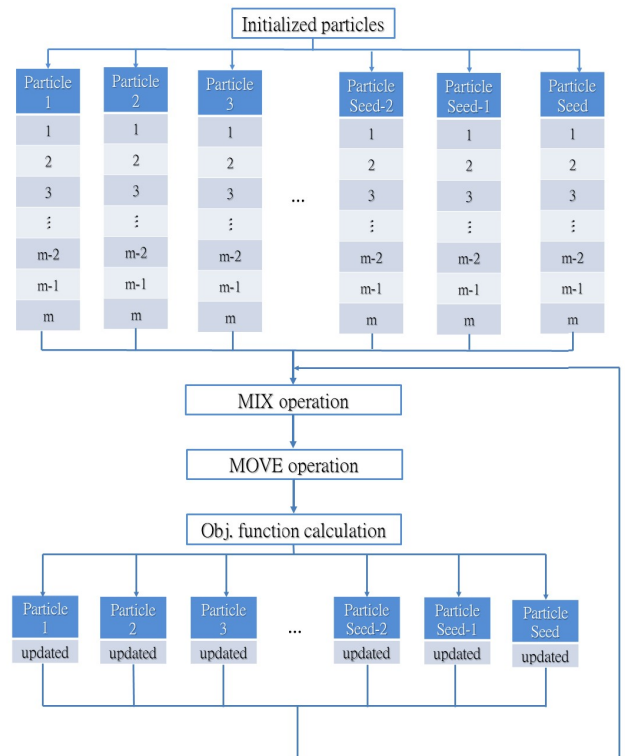 Initialized particles
Particle 1
Particle 2
Particle 3
Particle Seed-2
Particle Seed-1
Particle Seed
1 1 1 1 1 1
2 2 2 2 2 2
3 3 3 ... 3 3 3
⋮ ⋮ ⋮ ⋮ ⋮ ⋮
m-2 m-2 m-2 m-2 m-2 m-2
m-1 m-1 m-1 m-1 m-1 m-1
m m m m m m
MIX operation
MOVE operation
Obj. function calculation
Particle 1
Particle 2
Particle 3
...
Particle Seed-2
Particle Seed-1
Particle Seed
updated updated updated ... updated updated updated